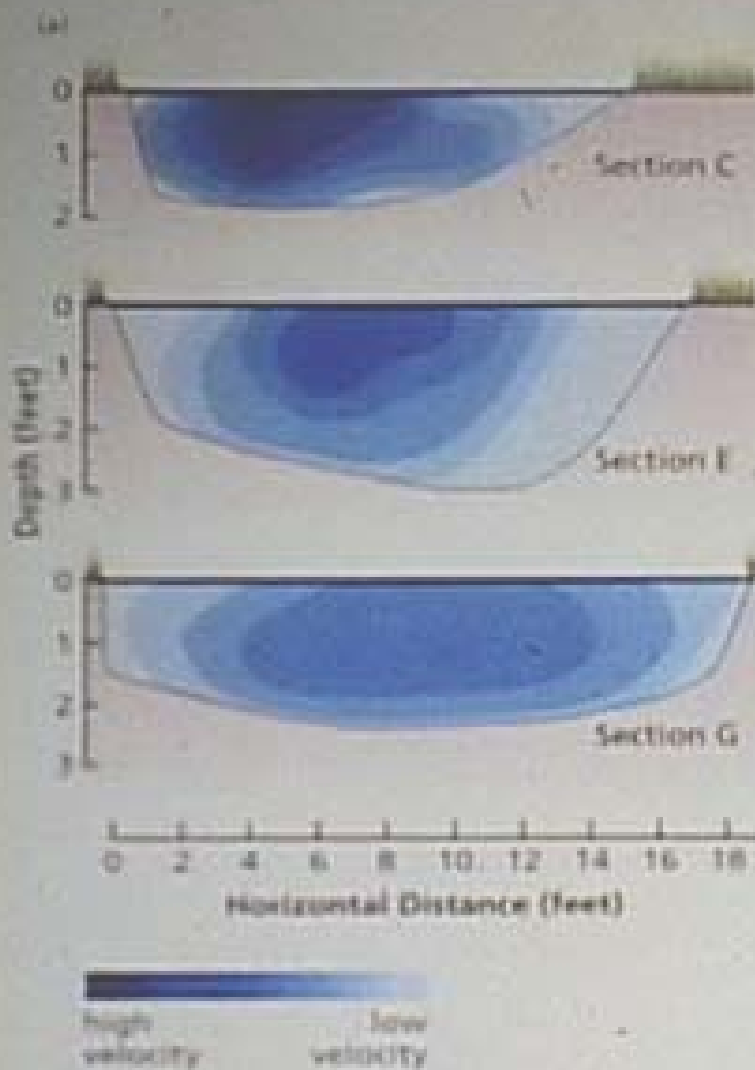 (a)
0
1
2
Section C
0
1
2
3
Section E
Depth (feet)
0
1
2
3
Section G
0 2 4 6 8 10 12 14 16 18
Horizontal Distance (feet)
high velocity
low velocity